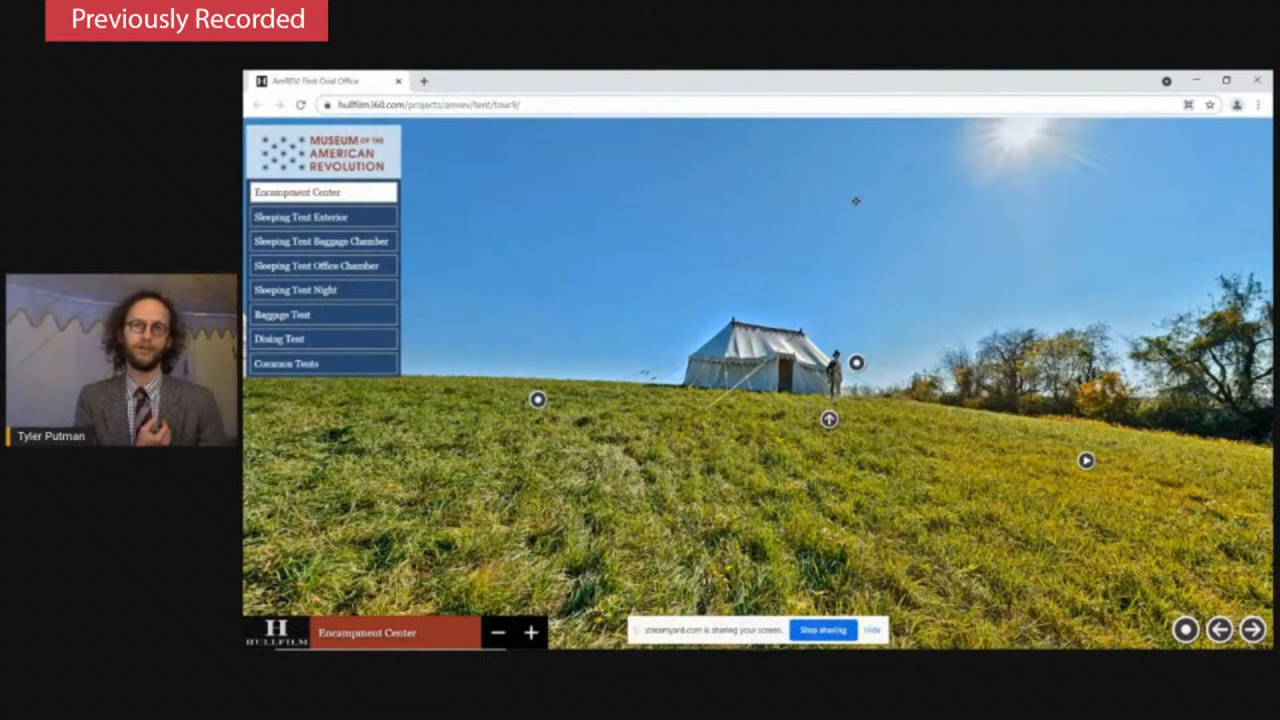 Previously Recorded
AmREV: First Oval Office
hullfilm360.com/projects/amrev/tent/tour9/
MUSEUM OF THE
AMERICAN
REVOLUTION
Encampment Center
Sleeping Tent Exterior
Sleeping Tent Baggage Chamber
Sleeping Tent Office Chamber
Sleeping Tent Night
Baggage Tent
Dining Tent
Common Tents
Tyler Putman
H
HULLFILM
Encampment Center
streamyard.com is sharing your screen.
Stop sharing
Hide